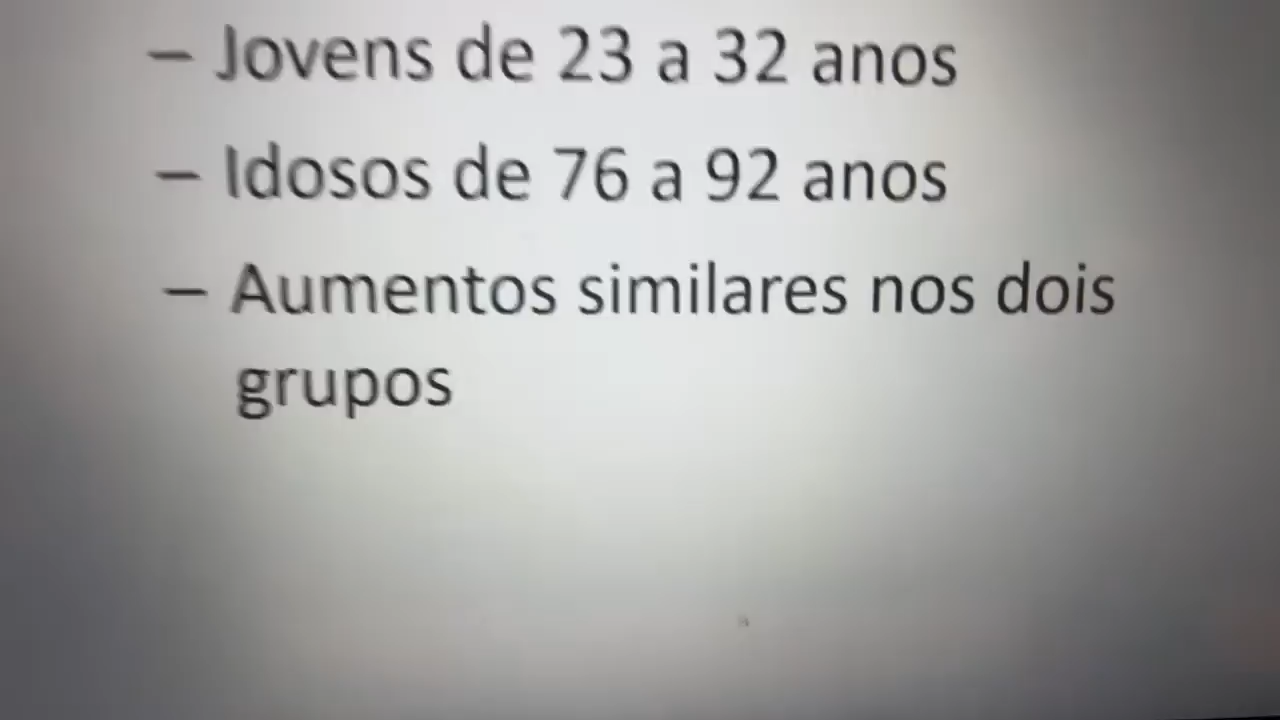 – Jovens de 23 a 32 anos
– Idosos de 76 a 92 anos
– Aumentos similares nos dois
grupos